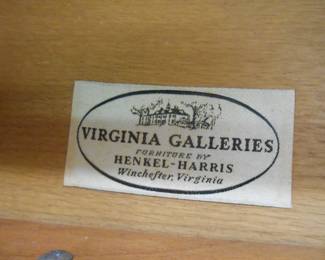 VIRGINIA GALLERIES
FURNITURE BY
HENKEL-HARRIS
Winchester, Virginia